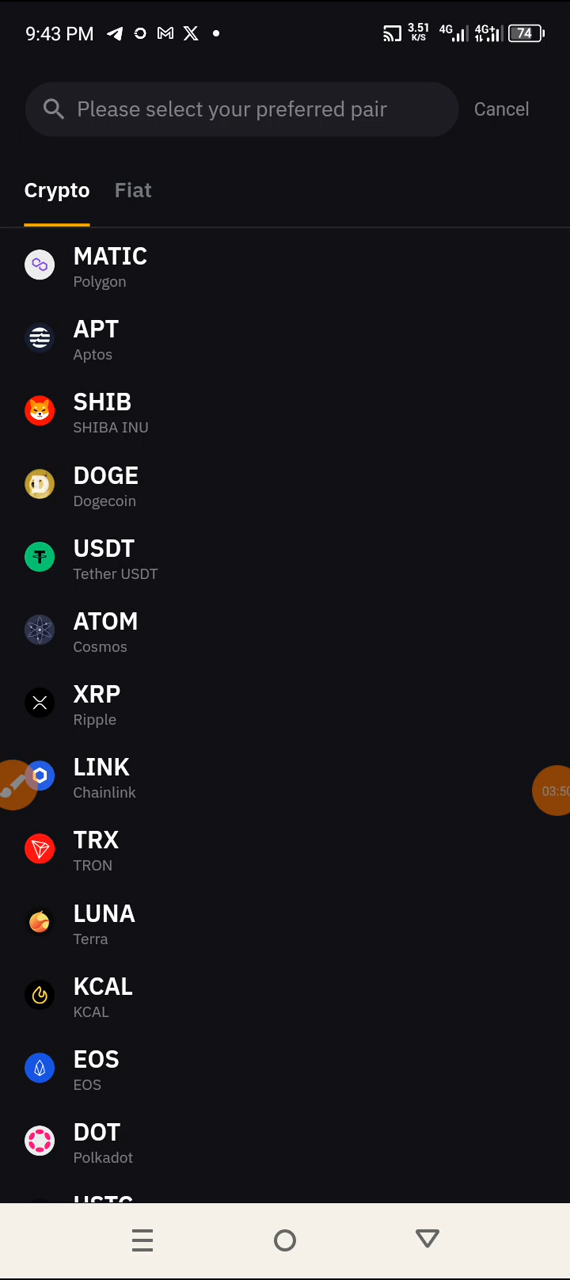 9:43 PM
3.51
K/S
4G
4G+
74
Please select your preferred pair
Cancel
Crypto
Fiat
MATIC
Polygon
APT
Aptos
SHIB
SHIBA INU
DOGE
Dogecoin
USDT
Tether USDT
ATOM
Cosmos
XRP
Ripple
LINK
Chainlink
03:50
TRX
TRON
LUNA
Terra
KCAL
KCAL
EOS
EOS
DOT
Polkadot